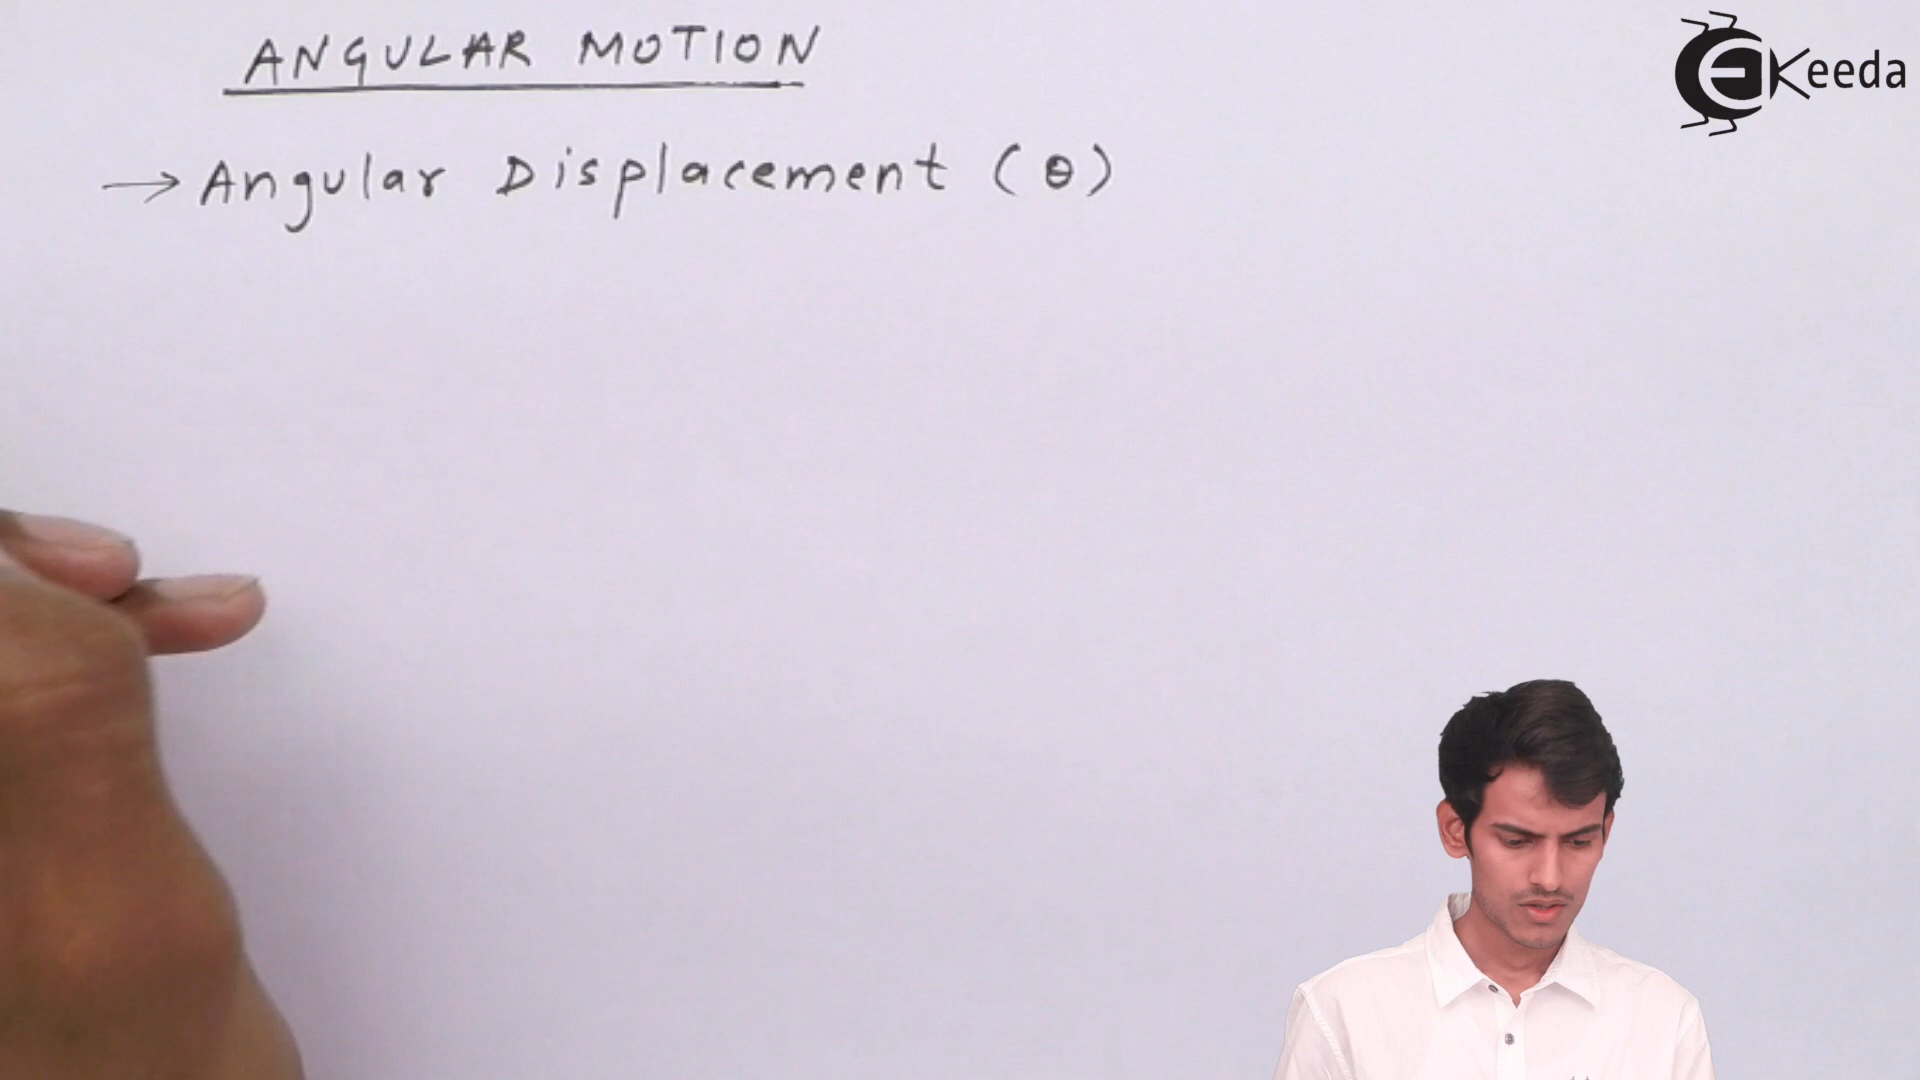 ANGULAR MOTION
Keeda
→ Angular Displacement (θ)